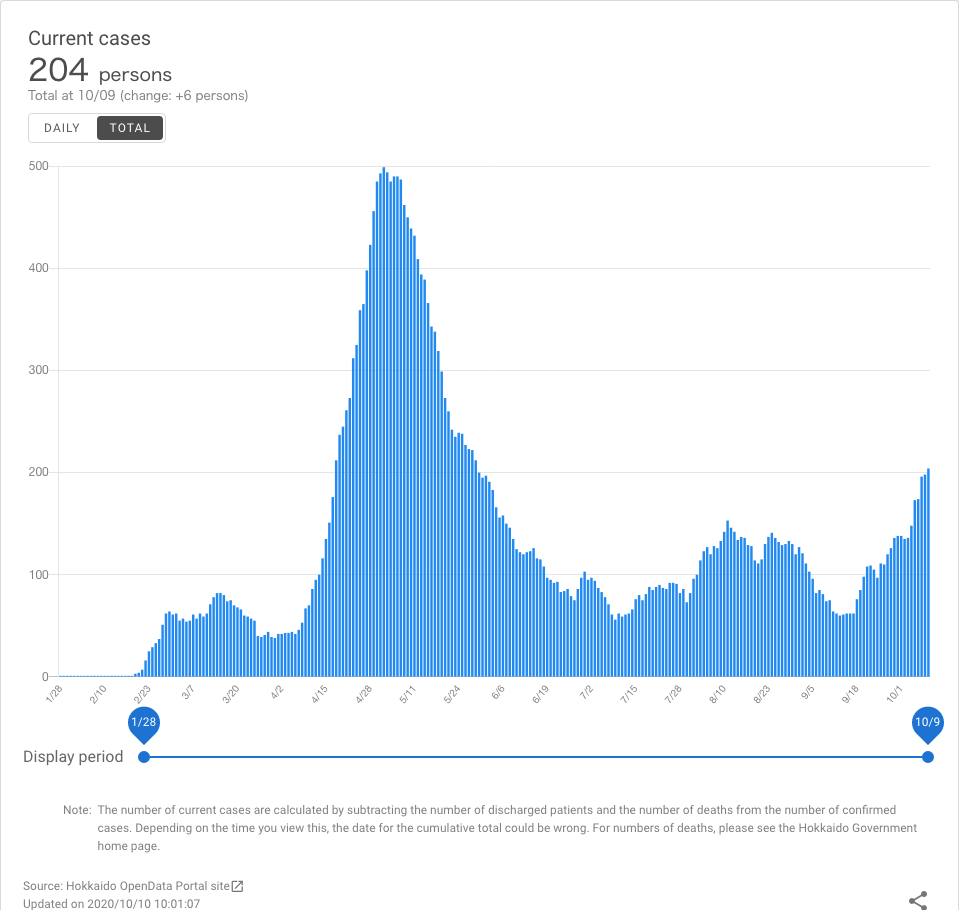 Current cases
204 persons
Total at 10/09 (change: +6 persons)
DAILY TOTAL
500
400
300
200
100
0
1/28 2/10 2/23 3/7 3/20 4/2 4/15 4/28 5/11 5/24 6/6 6/19 7/2 7/15 7/28 8/10 8/23 9/5 9/18 10/1
1/28 10/9
Display period
Note: The number of current cases are calculated by subtracting the number of discharged patients and the number of deaths from the number of confirmed
cases. Depending on the time you view this, the date for the cumulative total could be wrong. For numbers of deaths, please see the Hokkaido Government
home page.
Source: Hokkaido OpenData Portal site
Updated on 2020/10/10 10:01:07